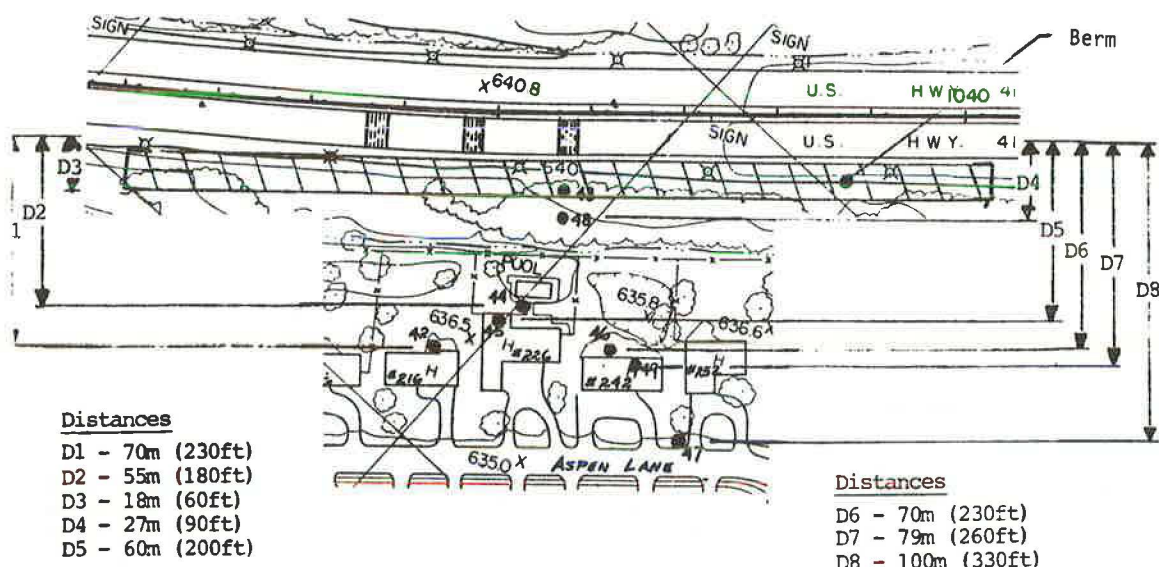 SIGN
SIGN
Berm
X640.8
U.S. HWY. 41
1040
SIGN
U.S. HWY. 41
640
D3
D4
43
D2
48
D5
1
D6
D7
D8
POOL
44
635.8
636.5 X
45
46
636.6 X
42
H
#226
H
#216 H
49
#252
#242
47
635.0 X ASPEN LANE
Distances
D1 - 70m (230ft)
D2 - 55m (180ft)
D3 - 18m (60ft)
D4 - 27m (90ft)
D5 - 60m (200ft)
Distances
D6 - 70m (230ft)
D7 - 79m (260ft)
D8 - 100m (330ft)